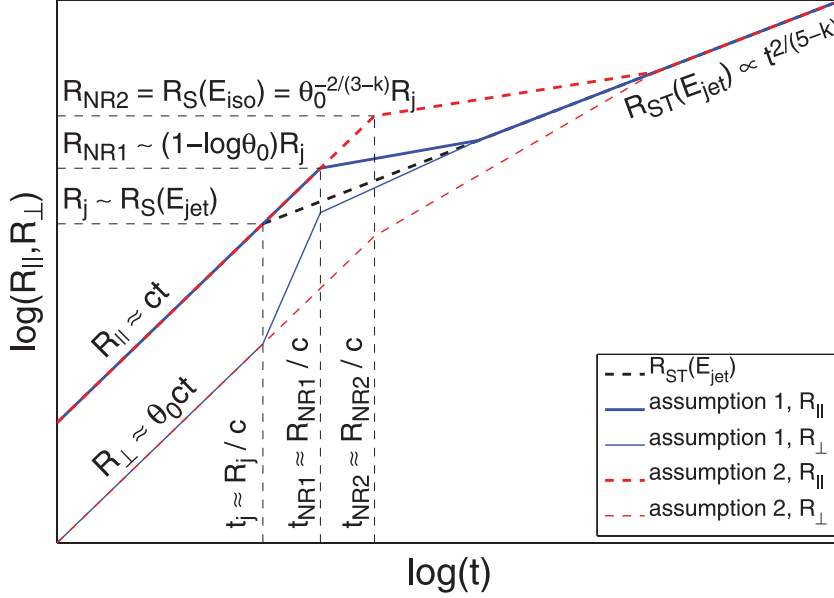 R_NR2 = R_S(E_iso) = θ_0^{-2/(3-k)}R_j
R_NR1 ~ (1−logθ_0)R_j
R_j ~ R_S(E_jet)
R_ST(E_jet) ∝ t^{2/(5-k)}
R_|| ≈ ct
R_⊥ ≈ θ_0ct
t_j ≈ R_j / c
t_NR1 ≈ R_NR1 / c
t_NR2 ≈ R_NR2 / c
log(R_||,R_⊥)
log(t)
R_ST(E_jet)
assumption 1, R_||
assumption 1, R_⊥
assumption 2, R_||
assumption 2, R_⊥